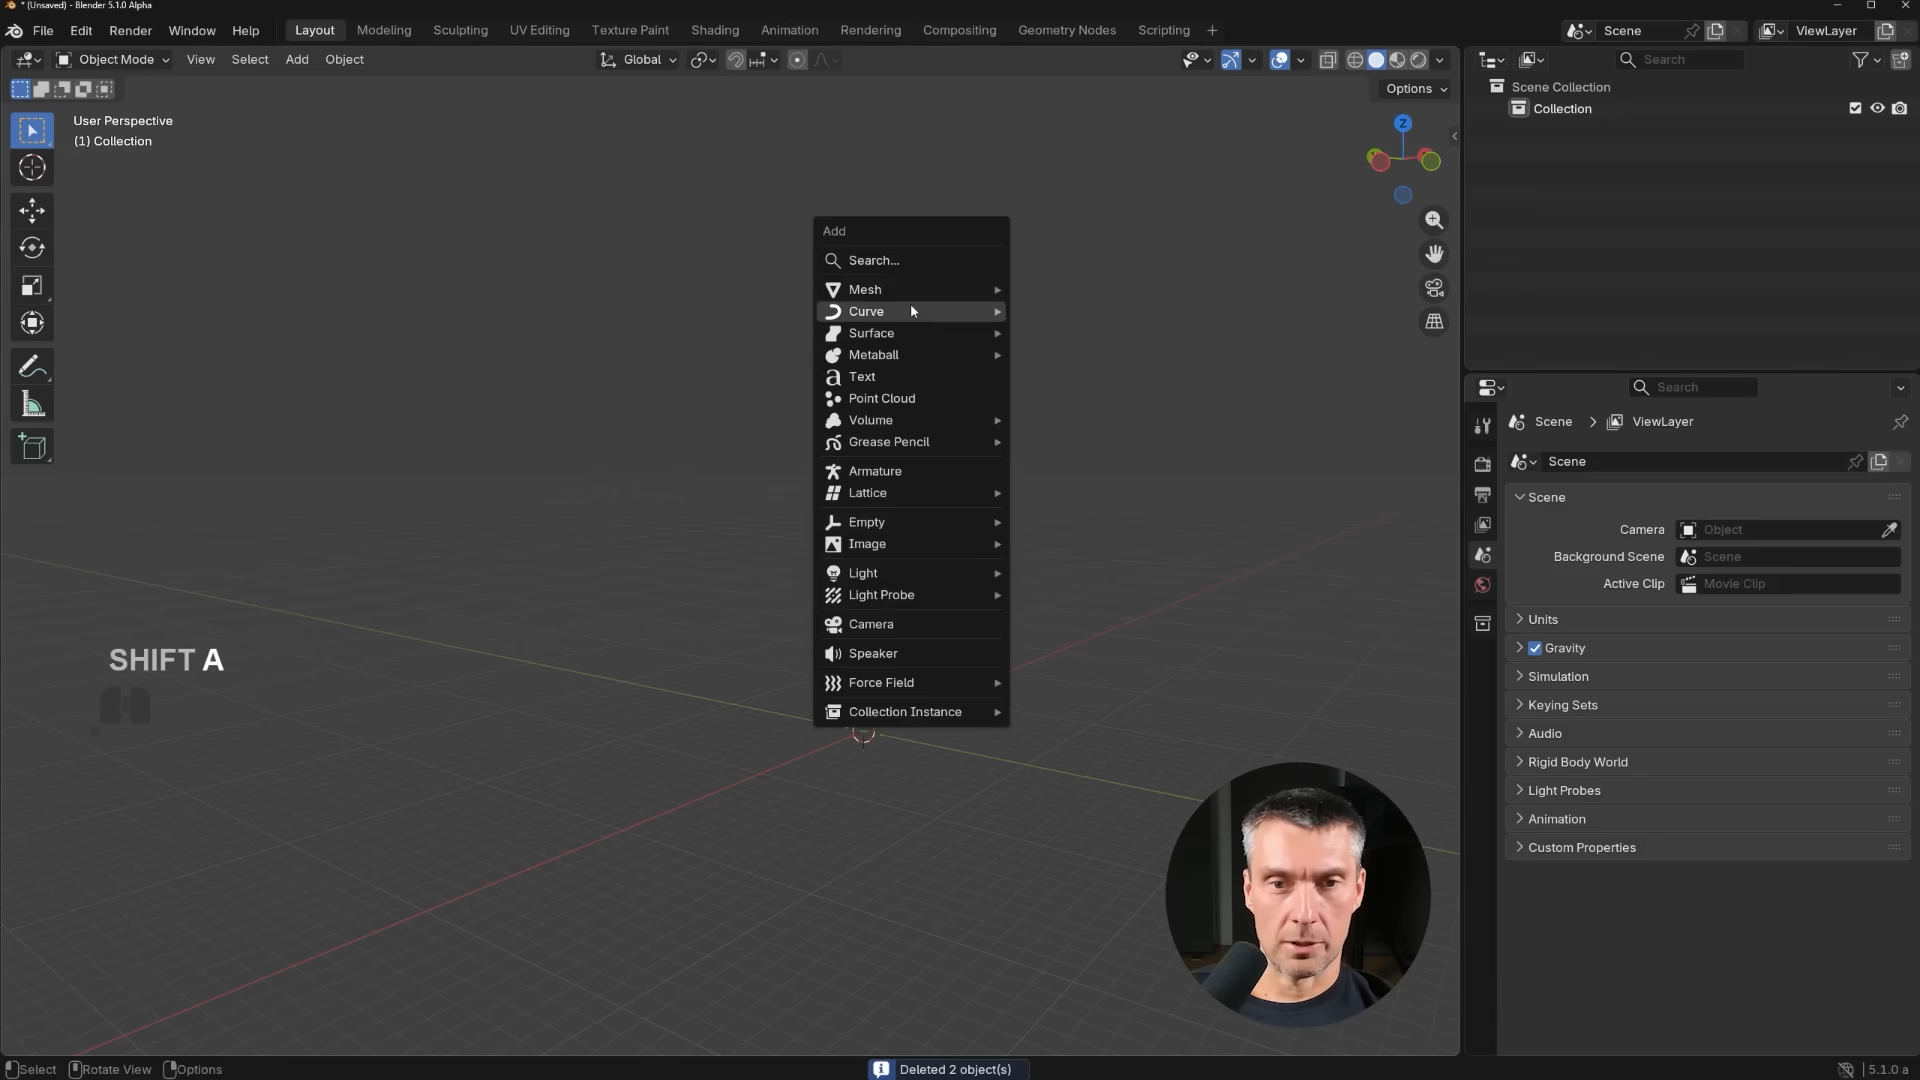 * (Unsaved) - Blender 5.1.0 Alpha
File Edit Render Window Help Layout Modeling Sculpting UV Editing Texture Paint Shading Animation Rendering Compositing Geometry Nodes Scripting + Scene ViewLayer
Object Mode View Select Add Object Global Search
Options
Scene Collection
Collection
User Perspective
(1) Collection
Z
Add
Search...
Mesh
Curve
Surface
Metaball
Text
Point Cloud
Volume
Grease Pencil
Armature
Lattice
Empty
Image
Light
Light Probe
Camera
Speaker
Force Field
Collection Instance
SHIFT A
Search
Scene > ViewLayer
Scene
Scene
Camera Object
Background Scene Scene
Active Clip Movie Clip
Units
Gravity
Simulation
Keying Sets
Audio
Rigid Body World
Light Probes
Animation
Custom Properties
Select Rotate View Options Deleted 2 object(s) 5.1.0 a